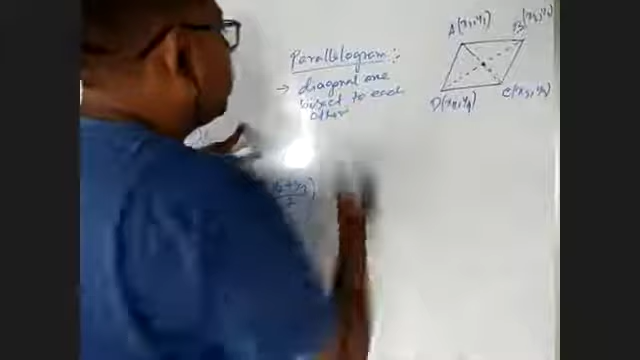 Parallelogram :-
→ diagonal are
bisect to each
other
A(x₁,y₁)
B(x₂,y₂)
D(x₄,y₄)
C(x₃,y₃)